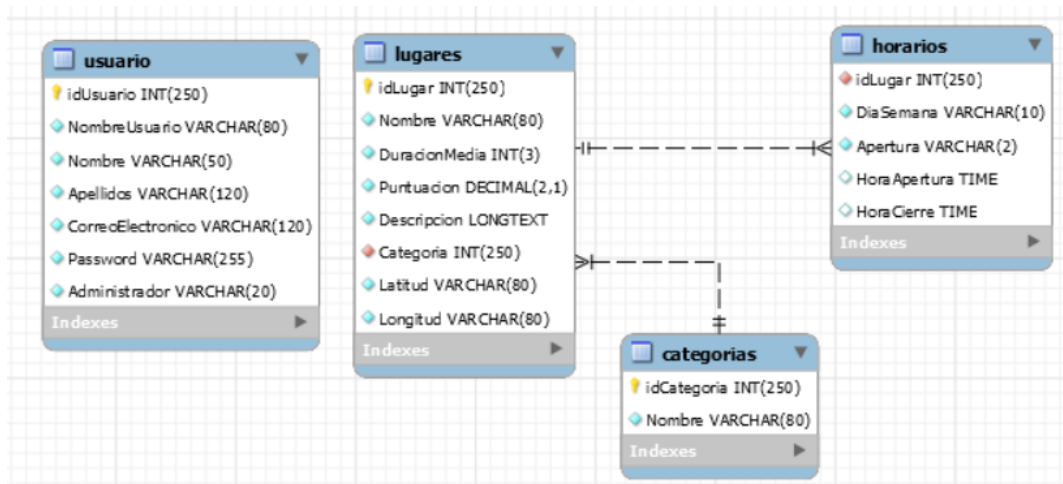 usuario
idUsuario INT(250)
NombreUsuario VARCHAR(80)
Nombre VARCHAR(50)
Apellidos VARCHAR(120)
CorreoElectronico VARCHAR(120)
Password VARCHAR(255)
Administrador VARCHAR(20)
Indexes
lugares
idLugar INT(250)
Nombre VARCHAR(80)
DuracionMedia INT(3)
Puntuacion DECIMAL(2,1)
Descripcion LONGTEXT
Categoria INT(250)
Latitud VARCHAR(80)
Longitud VARCHAR(80)
Indexes
horarios
idLugar INT(250)
DiaSemana VARCHAR(10)
Apertura VARCHAR(2)
HoraApertura TIME
HoraCierre TIME
Indexes
categorias
idCategoria INT(250)
Nombre VARCHAR(80)
Indexes